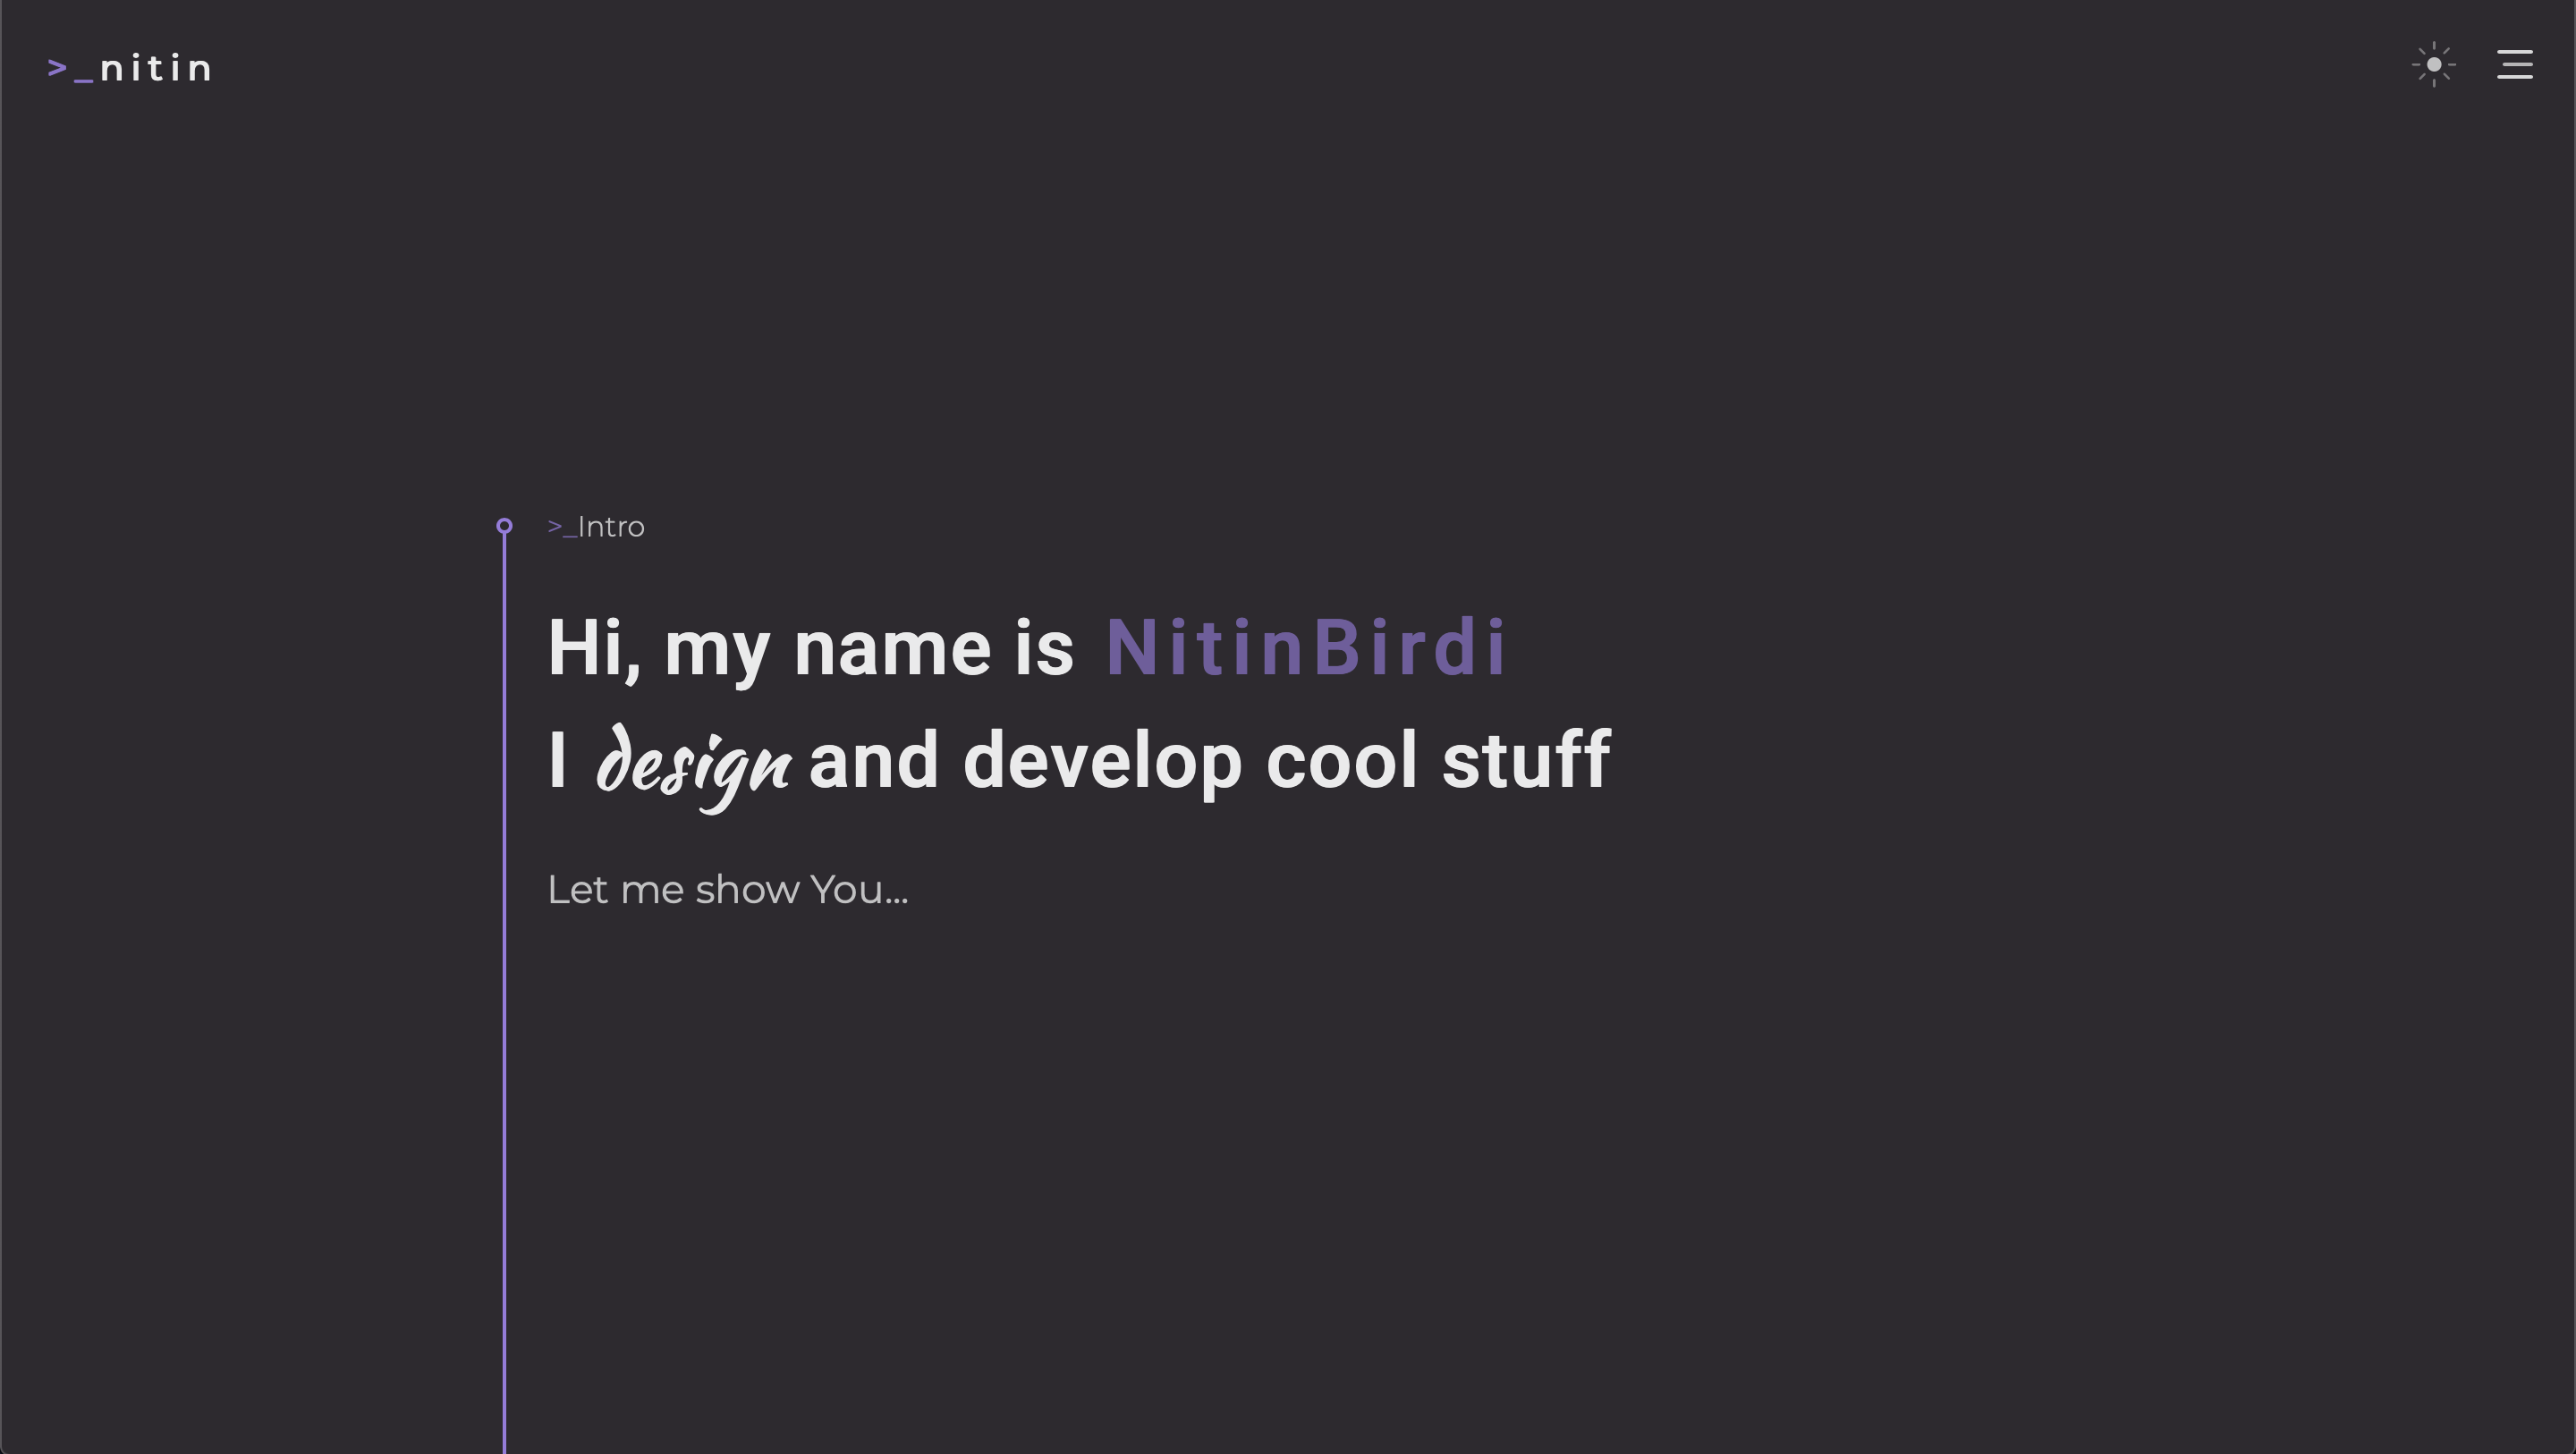 >_nitin
>_Intro
Hi, my name is NitinBirdi
I design and develop cool stuff
Let me show You...